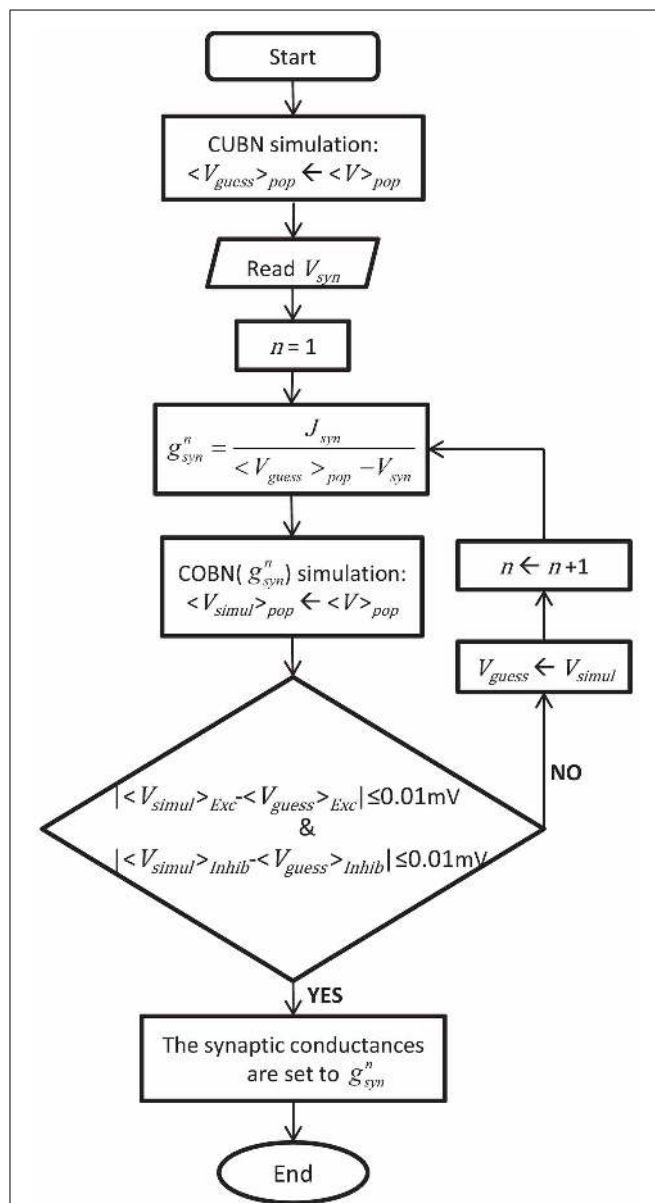 Start
CUBN simulation:
<V_guess>_pop ← <V>_pop
Read V_syn
n = 1
g^n_syn = J_syn / (<V_guess>_pop − V_syn)
COBN( g^n_syn) simulation:
<V_simul>_pop ← <V>_pop
n ← n+1
V_guess ← V_simul
NO
|<V_simul>_Exc-<V_guess>_Exc|≤0.01mV
&
|<V_simul>_Inhib-<V_guess>_Inhib|≤0.01mV
YES
The synaptic conductances
are set to g^n_syn
End